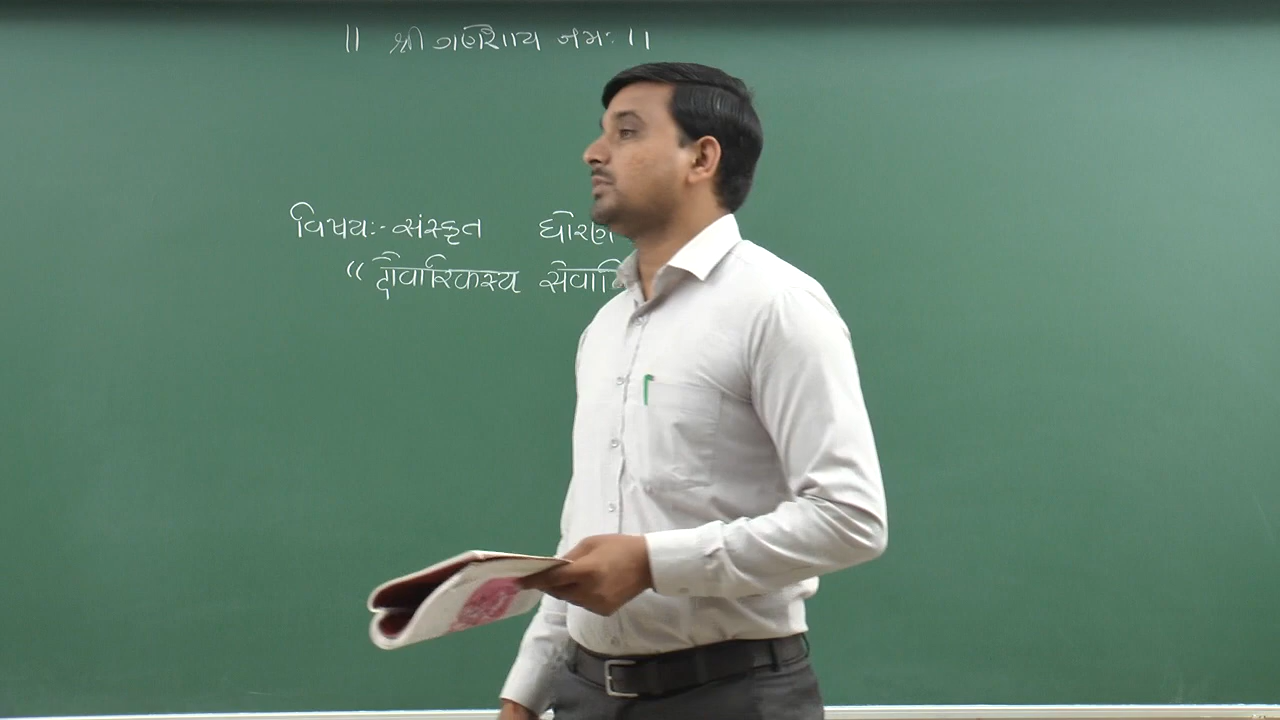 ॥ श्री गणेशाय नमः ॥
विषयः- संस्कृत धोरण
“ दौवारिकस्य